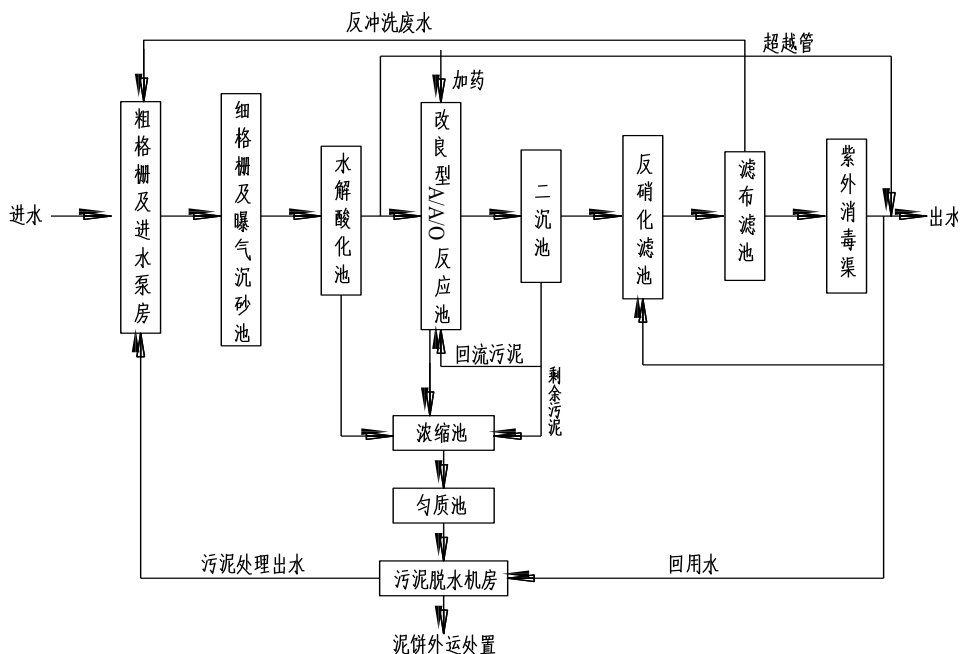 反冲洗废水
超越管
加药
粗格栅及进水泵房
细格栅及曝气沉砂池
水解酸化池
改良型A/A/O反应池
二沉池
反硝化滤池
滤布滤池
紫外消毒渠
进水
出水
回流污泥
剩余污泥
浓缩池
匀质池
污泥处理出水
污泥脱水机房
回用水
泥饼外运处置